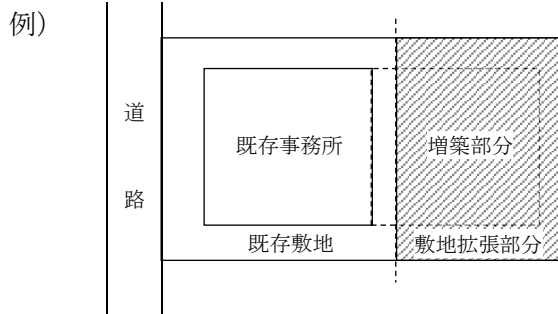 例）
道
路
既存事務所
増築部分
既存敷地
敷地拡張部分